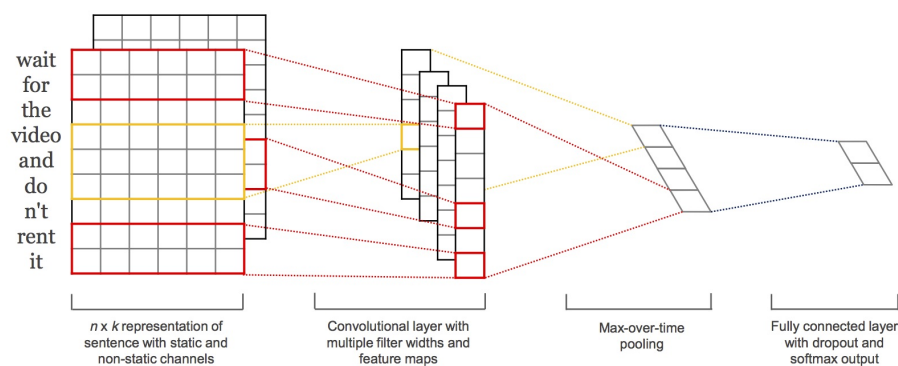 wait
for
the
video
and
do
n't
rent
it
n x k representation of
sentence with static and
non-static channels
Convolutional layer with
multiple filter widths and
feature maps
Max-over-time
pooling
Fully connected layer
with dropout and
softmax output